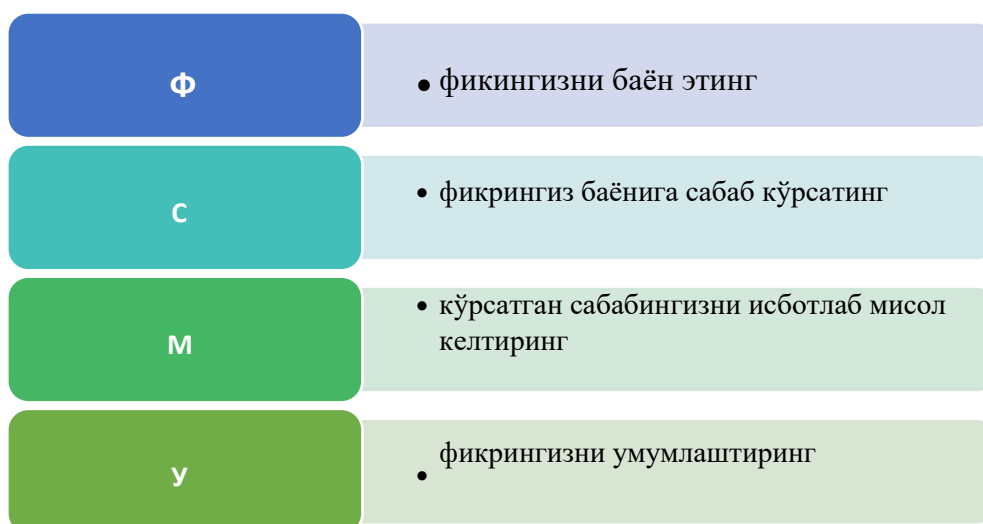 Ф
• фикингизни баён этинг
С
• фикрингиз баёнига сабаб кўрсатинг
М
• кўрсатган сабабингизни исботлаб мисол
келтиринг
У
• фикрингизни умумлаштиринг